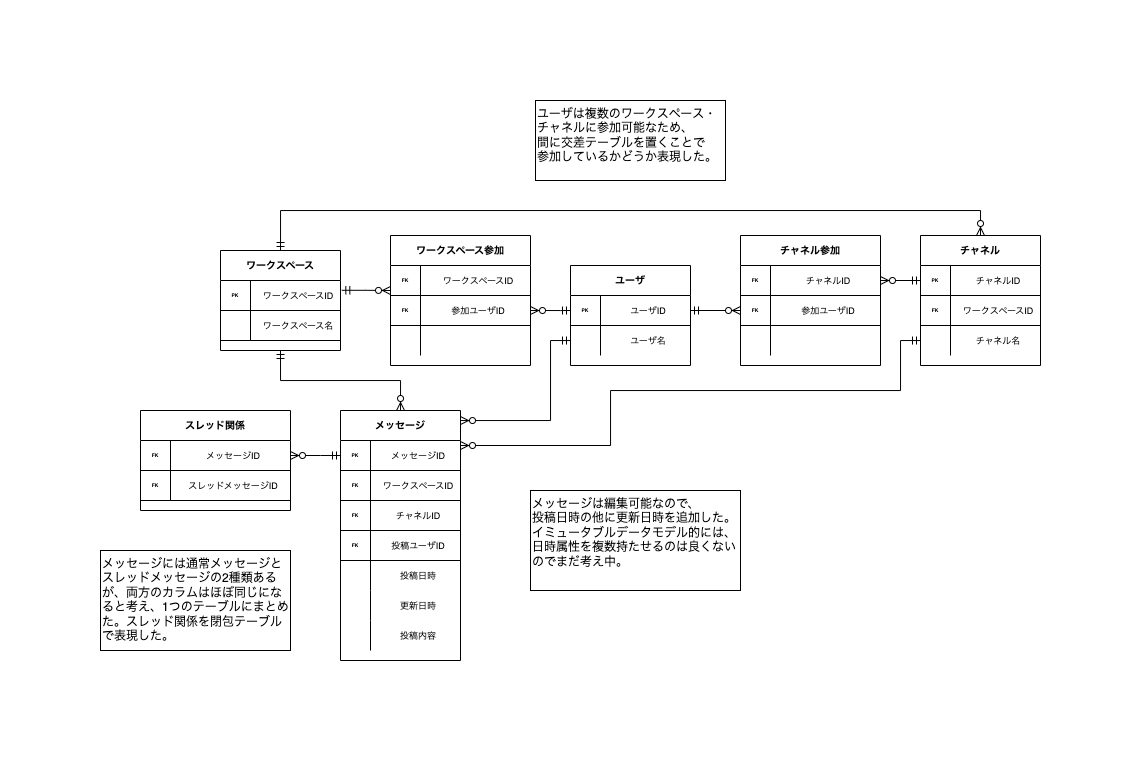 ユーザは複数のワークスペース・
チャネルに参加可能なため、
間に交差テーブルを置くことで
参加しているかどうか表現した。
ワークスペース
PK ワークスペースID
ワークスペース名
ワークスペース参加
FK ワークスペースID
FK 参加ユーザID
ユーザ
PK ユーザID
ユーザ名
チャネル参加
FK チャネルID
FK 参加ユーザID
チャネル
PK チャネルID
FK ワークスペースID
チャネル名
スレッド関係
FK メッセージID
FK スレッドメッセージID
メッセージ
PK メッセージID
FK ワークスペースID
FK チャネルID
FK 投稿ユーザID
投稿日時
更新日時
投稿内容
メッセージは編集可能なので、
投稿日時の他に更新日時を追加した。
イミュータブルデータモデル的には、
日時属性を複数持たせるのは良くない
のでまだ考え中。
メッセージには通常メッセージと
スレッドメッセージの2種類ある
が、両方のカラムはほぼ同じにな
ると考え、1つのテーブルにまとめ
た。スレッド関係を閉包テーブル
で表現した。